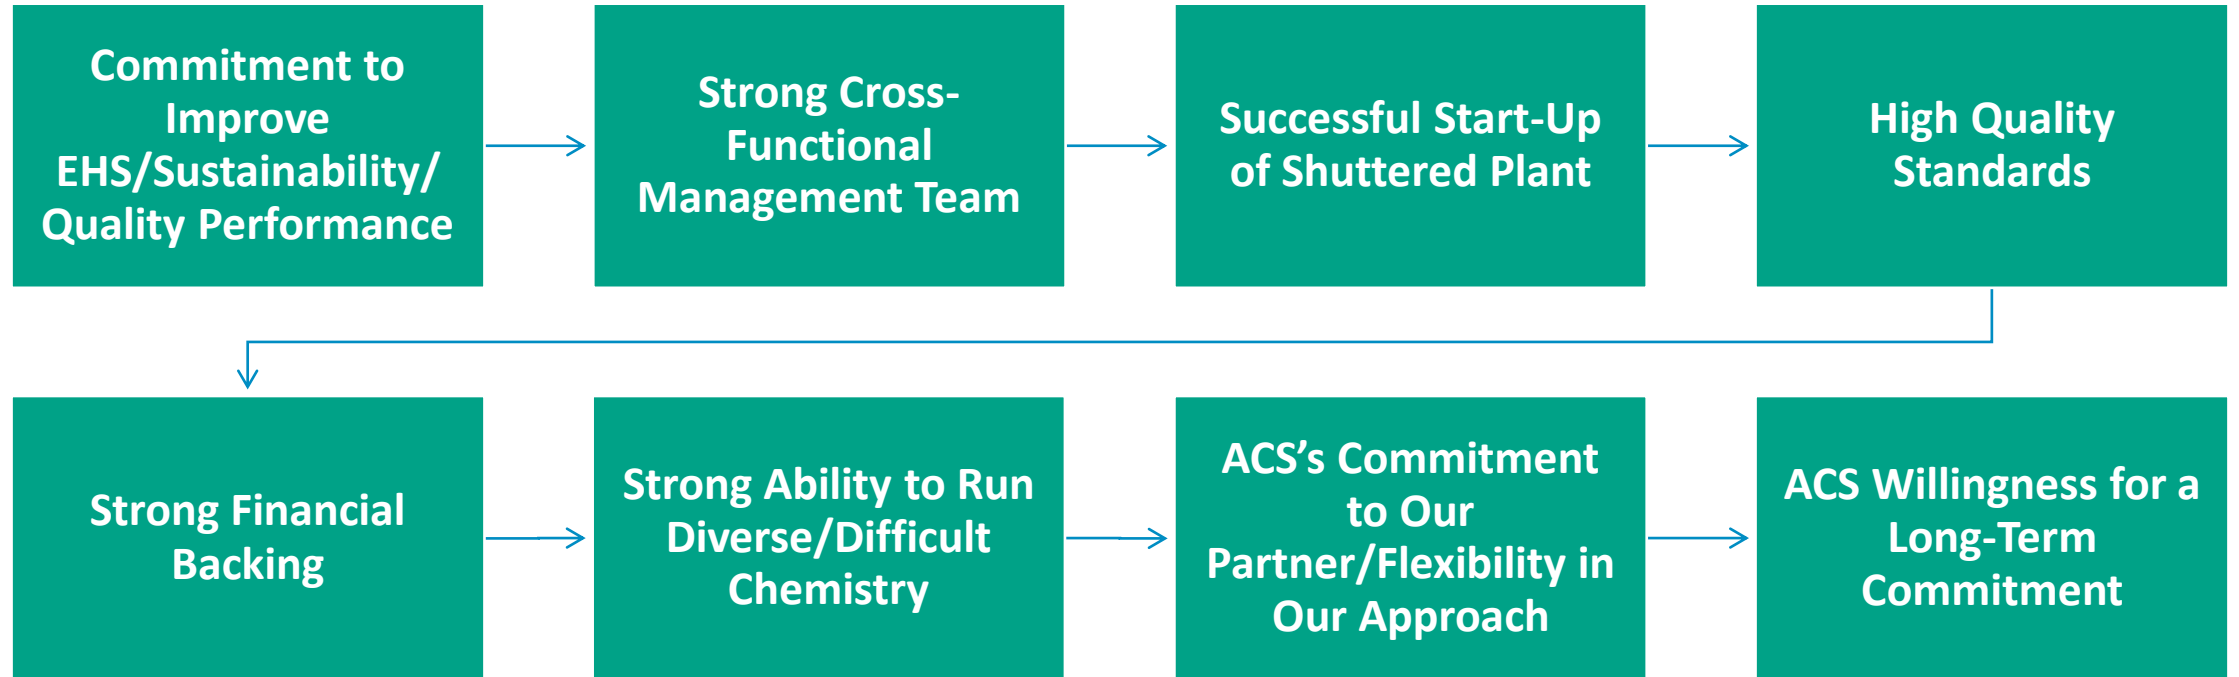 Commitment to
Improve
EHS/Sustainability/
Quality Performance
Strong Cross-
Functional
Management Team
Successful Start-Up
of Shuttered Plant
High Quality
Standards
Strong Financial
Backing
Strong Ability to Run
Diverse/Difficult
Chemistry
ACS’s Commitment
to Our
Partner/Flexibility in
Our Approach
ACS Willingness for a
Long-Term
Commitment